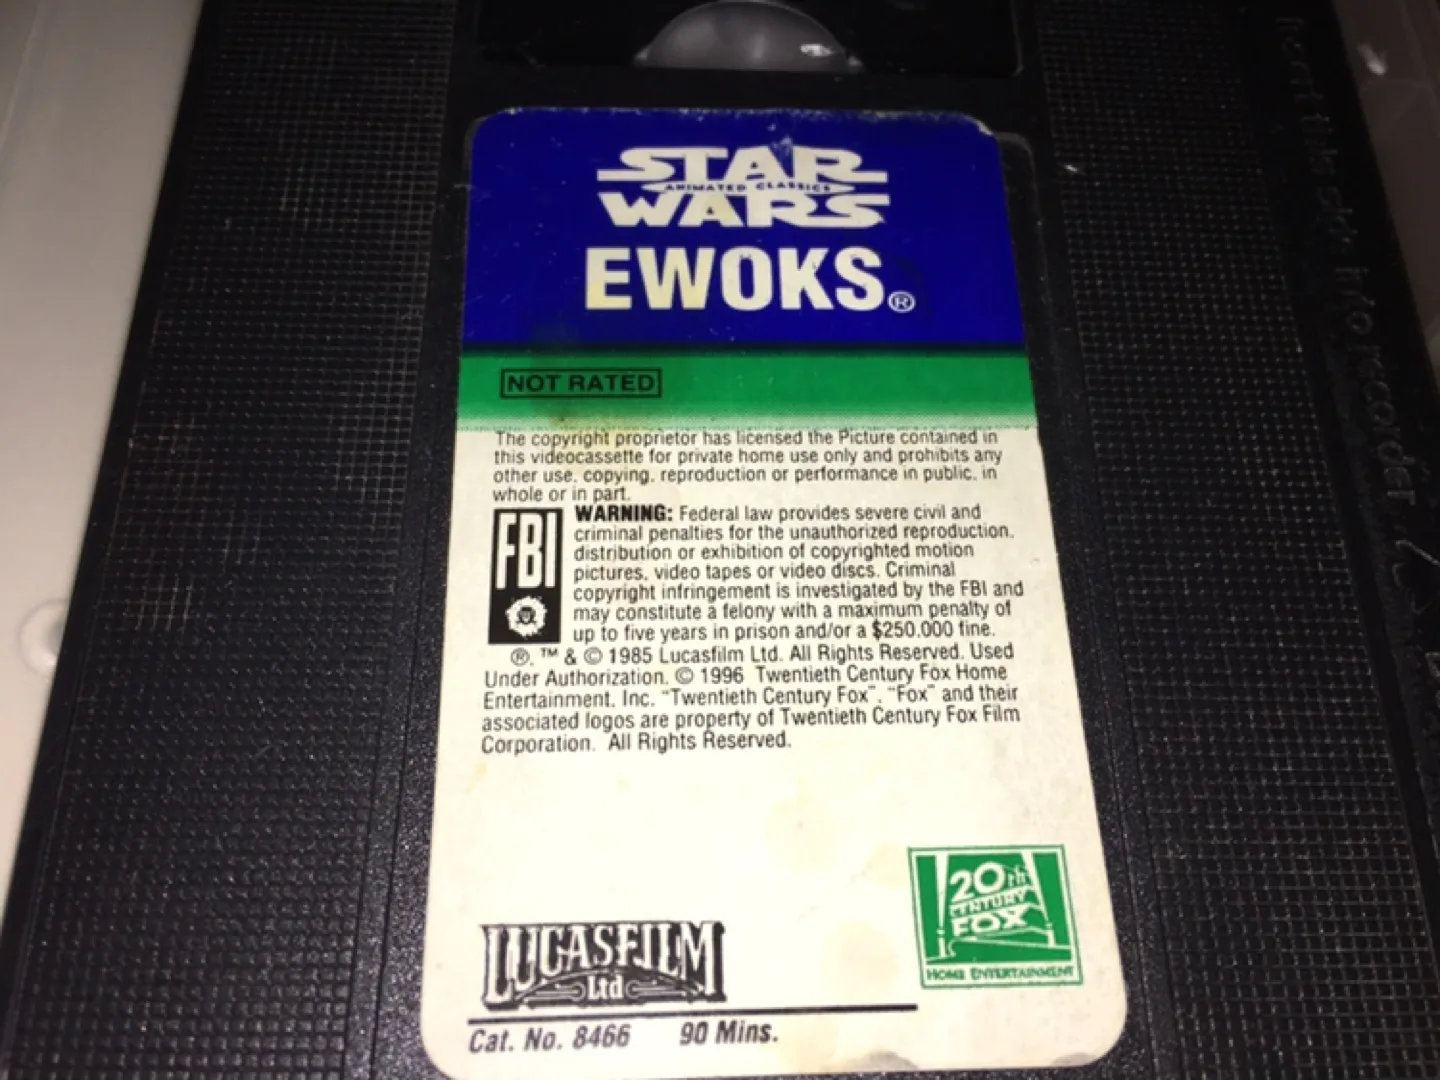 STAR
ANIMATED CLASSICS
WARS
EWOKS®
NOT RATED
The copyright proprietor has licensed the Picture contained in
this videocassette for private home use only and prohibits any
other use, copying, reproduction or performance in public, in
whole or in part.
FBI
WARNING: Federal law provides severe civil and
criminal penalties for the unauthorized reproduction,
distribution or exhibition of copyrighted motion
pictures, video tapes or video discs. Criminal
copyright infringement is investigated by the FBI and
may constitute a felony with a maximum penalty of
up to five years in prison and/or a $250.000 fine.
®, ™ & © 1985 Lucasfilm Ltd. All Rights Reserved. Used
Under Authorization. © 1996 Twentieth Century Fox Home
Entertainment, Inc. "Twentieth Century Fox", "Fox" and their
associated logos are property of Twentieth Century Fox Film
Corporation. All Rights Reserved.
LUCASFILM
Ltd
20th
CENTURY
FOX
HOME ENTERTAINMENT
Cat. No. 8466 90 Mins.
Insert this side into recorder